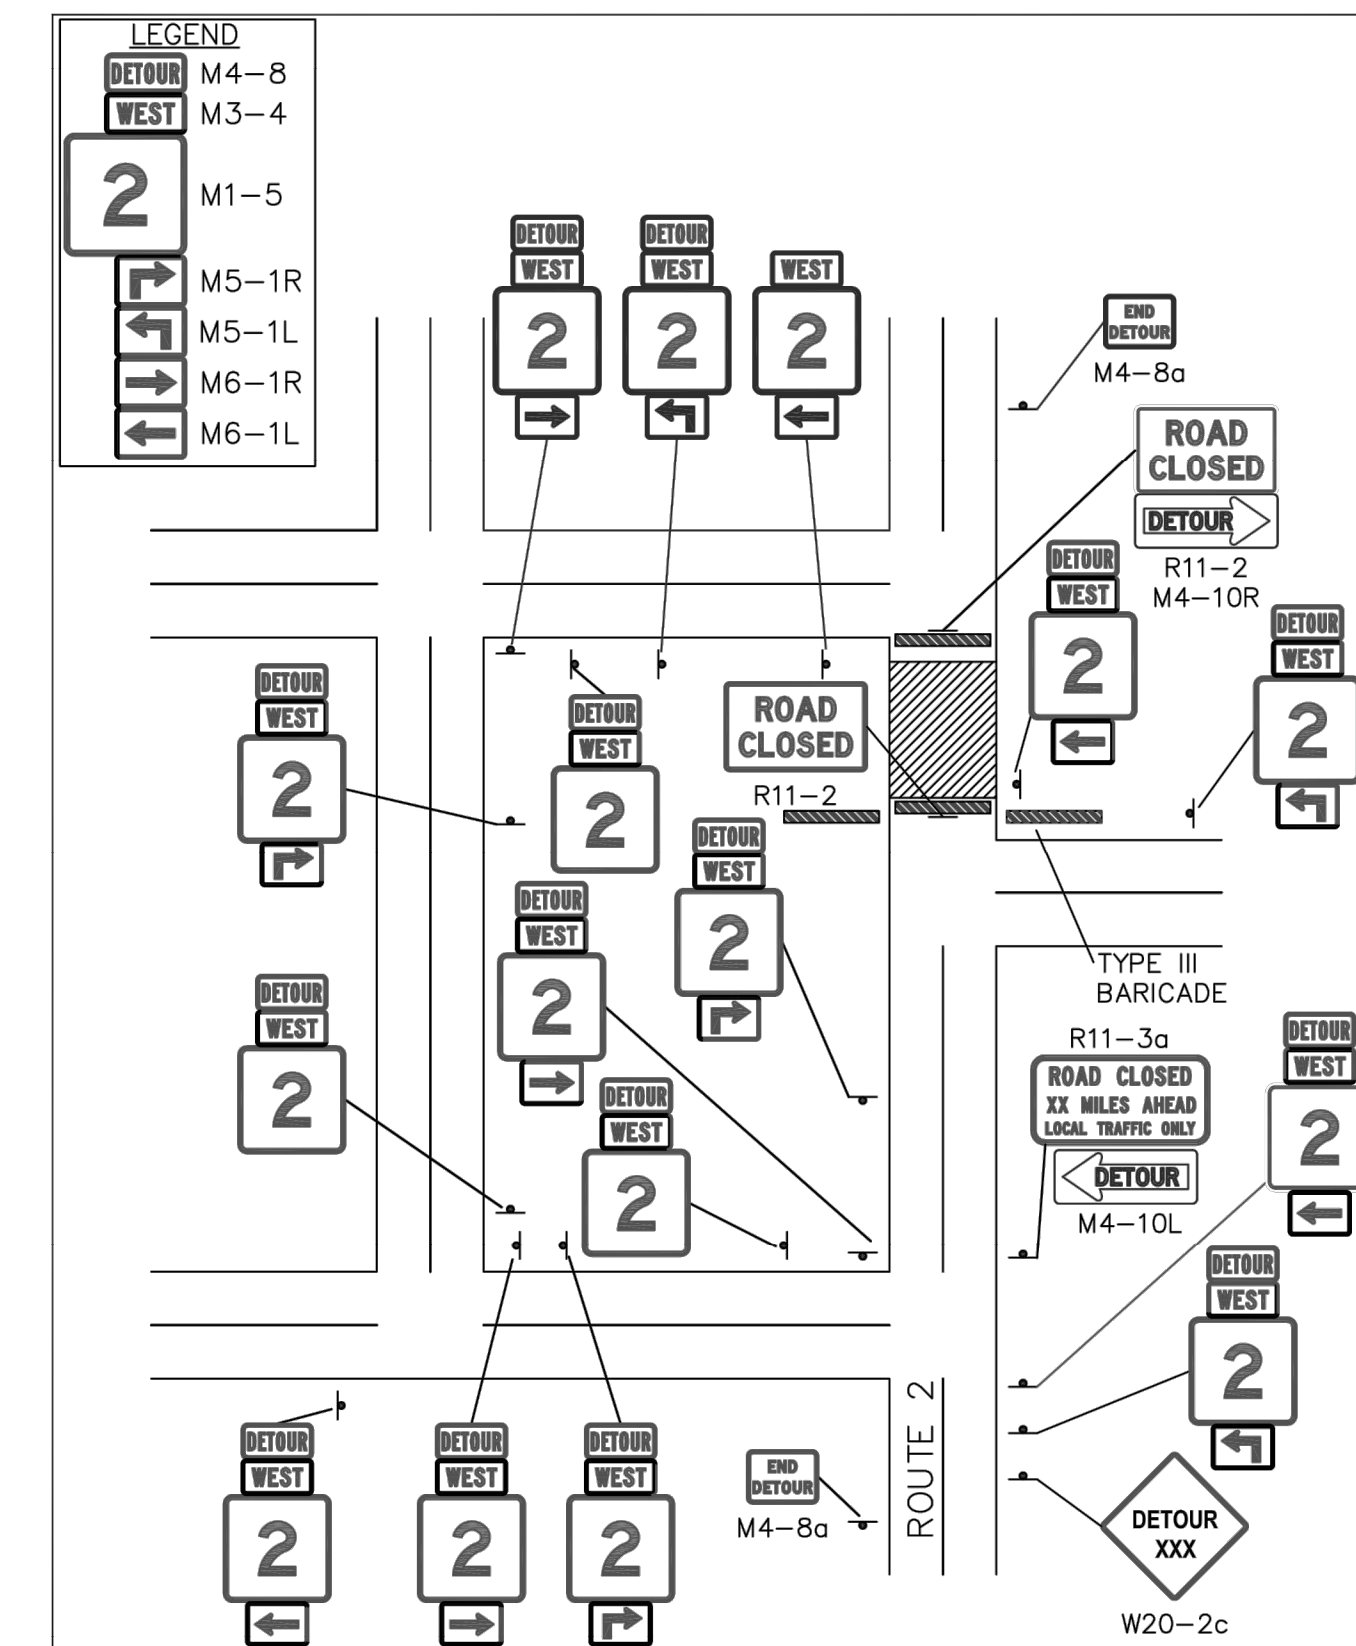 LEGEND
DETOUR M4-8
WEST M3-4
2 M1-5
M5-1R
M5-1L
M6-1R
M6-1L
DETOUR
WEST
2
DETOUR
WEST
2
WEST
2
END
DETOUR
M4-8a
ROAD
CLOSED
DETOUR
R11-2
M4-10R
DETOUR
WEST
2
DETOUR
WEST
2
DETOUR
WEST
2
DETOUR
WEST
2
ROAD
CLOSED
R11-2
DETOUR
WEST
2
DETOUR
WEST
2
TYPE III
BARICADE
DETOUR
WEST
2
DETOUR
WEST
2
R11-3a
ROAD CLOSED
XX MILES AHEAD
LOCAL TRAFFIC ONLY
DETOUR
M4-10L
DETOUR
WEST
2
DETOUR
WEST
2
DETOUR
WEST
2
DETOUR
WEST
2
DETOUR
WEST
2
END
DETOUR
M4-8a
ROUTE 2
DETOUR
XXX
W20-2c